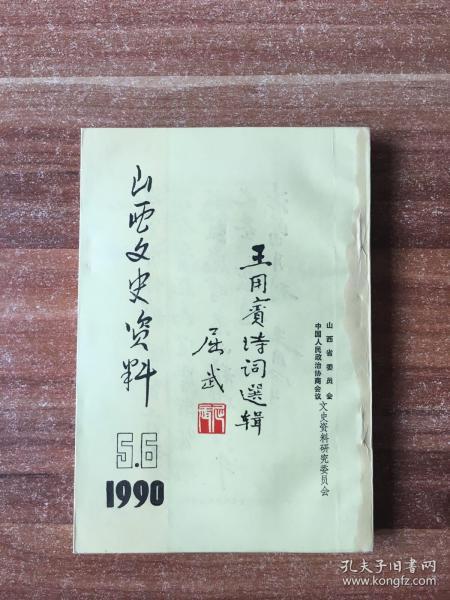 山西文史资料
5.6
1990
王用賓诗词選辑
屈武
山西省委员会
中国人民政治协商会议
文史资料研究委员会
孔夫子旧书网
www.kongfz.com